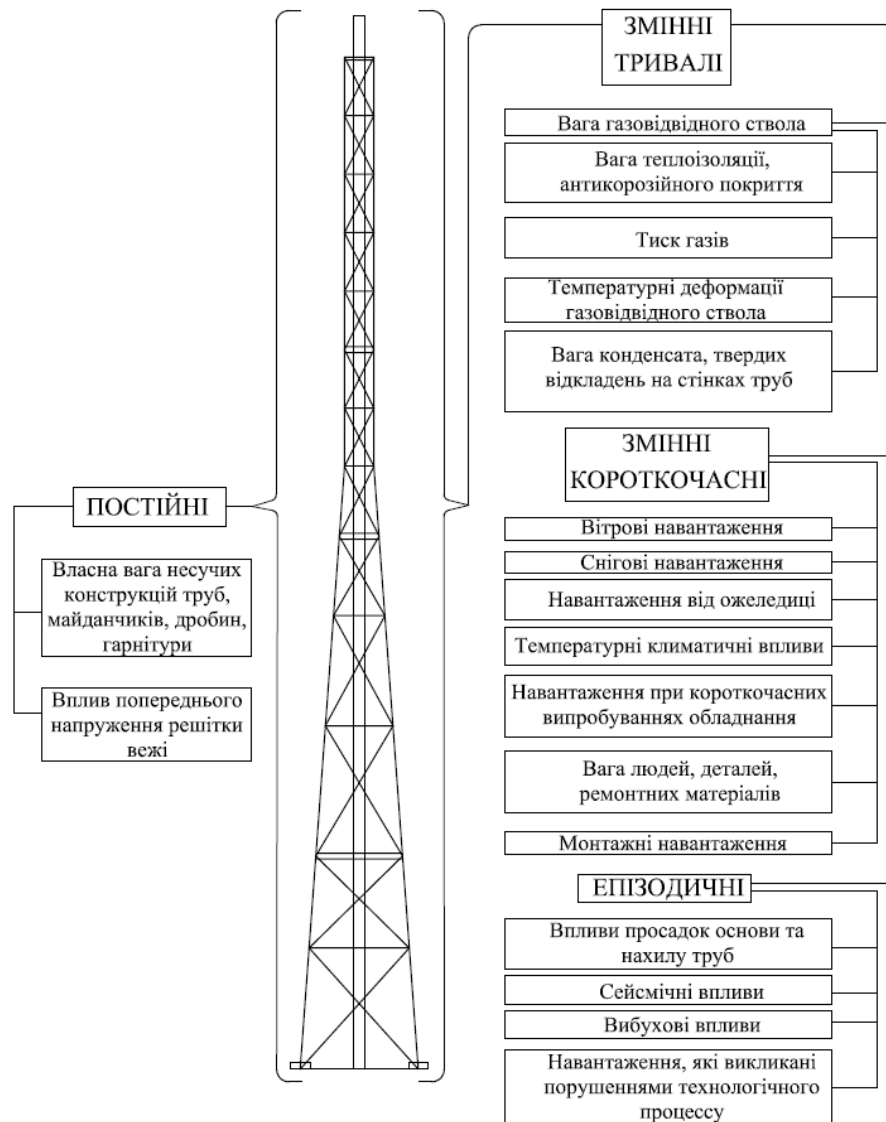 ПОСТІЙНІ
Власна вага несучих
конструкцій труб,
майданчиків, дробин,
гарнітури
Вплив попереднього
напруження решітки
вежі
ЗМІННІ
ТРИВАЛІ
Вага газовідвідного ствола
Вага теплоізоляції,
антикорозійного покриття
Тиск газів
Температурні деформації
газовідвідного ствола
Вага конденсата, твердих
відкладень на стінках труб
ЗМІННІ
КОРОТКОЧАСНІ
Вітрові навантаження
Снігові навантаження
Навантаження від ожеледиці
Температурні климатичні впливи
Навантаження при короткочасних
випробуваннях обладнання
Вага людей, деталей,
ремонтних матеріалів
Монтажні навантаження
ЕПІЗОДИЧНІ
Впливи просадок основи та
нахилу труб
Сейсмічні впливи
Вибухові впливи
Навантаження, які викликані
порушеннями технологічного
процессу